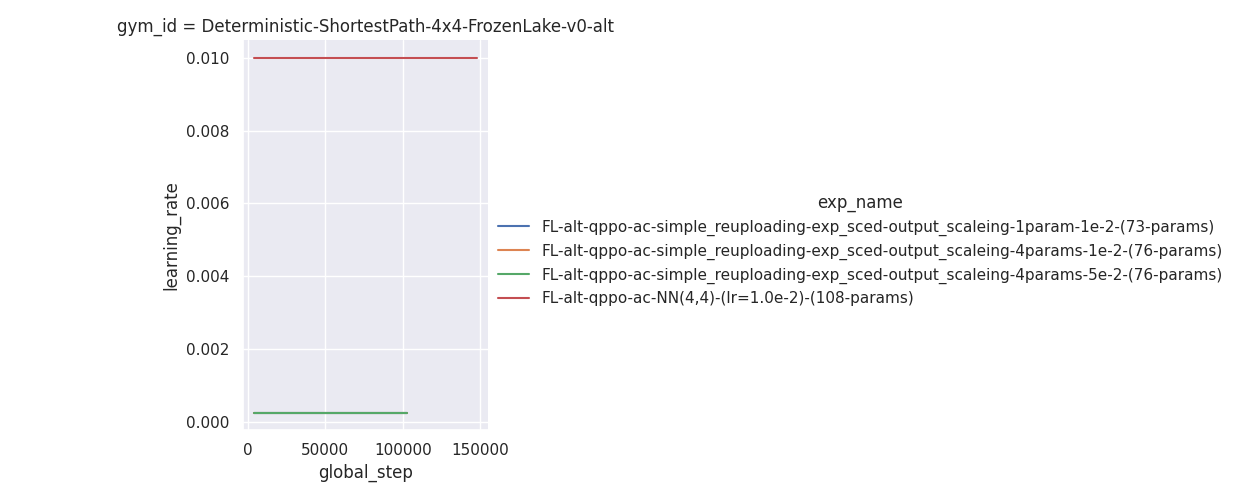 gym_id = Deterministic-ShortestPath-4x4-FrozenLake-v0-alt
0.010
0.008
0.006
0.004
0.002
0.000
learning_rate
0
50000
100000
150000
global_step
exp_name
FL-alt-qppo-ac-simple_reuploading-exp_sced-output_scaleing-1param-1e-2-(73-params)
FL-alt-qppo-ac-simple_reuploading-exp_sced-output_scaleing-4params-1e-2-(76-params)
FL-alt-qppo-ac-simple_reuploading-exp_sced-output_scaleing-4params-5e-2-(76-params)
FL-alt-qppo-ac-NN(4,4)-(lr=1.0e-2)-(108-params)